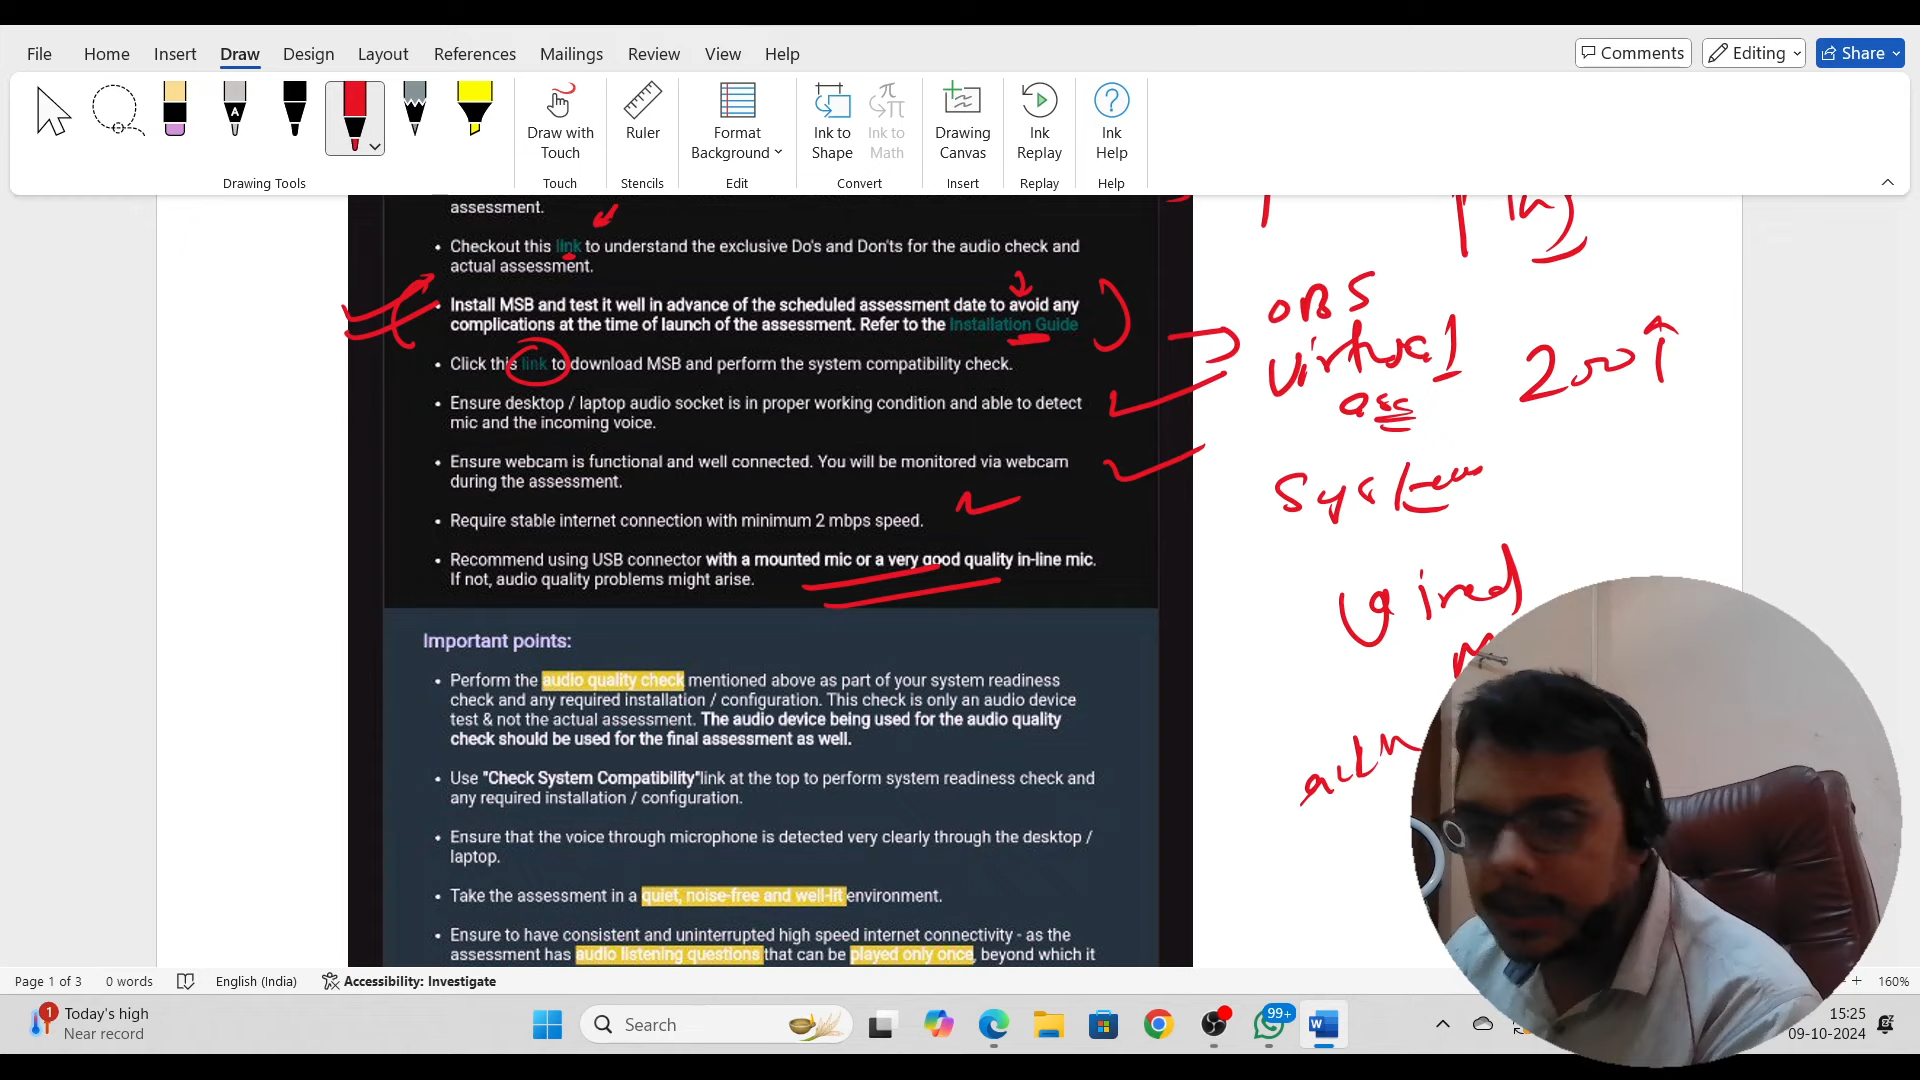 File Home Insert Draw Design Layout References Mailings Review View Help
Comments Editing Share
A
Draw with Touch
Ruler
Format Background
Ink to Shape
Ink to Math
Drawing Canvas
Ink Replay
Ink Help
Drawing Tools Touch Stencils Edit Convert Insert Replay Help
assessment.
• Checkout this link to understand the exclusive Do's and Don'ts for the audio check and
actual assessment.
• Install MSB and test it well in advance of the scheduled assessment date to avoid any
complications at the time of launch of the assessment. Refer to the Installation Guide
• Click this link to download MSB and perform the system compatibility check.
• Ensure desktop / laptop audio socket is in proper working condition and able to detect
mic and the incoming voice.
• Ensure webcam is functional and well connected. You will be monitored via webcam
during the assessment.
• Require stable internet connection with minimum 2 mbps speed.
• Recommend using USB connector with a mounted mic or a very good quality in-line mic.
If not, audio quality problems might arise.
OBS
Virtual
ass
200
System
Wired
Important points:
• Perform the audio quality check mentioned above as part of your system readiness
check and any required installation / configuration. This check is only an audio device
test & not the actual assessment. The audio device being used for the audio quality
check should be used for the final assessment as well.
• Use "Check System Compatibility"link at the top to perform system readiness check and
any required installation / configuration.
• Ensure that the voice through microphone is detected very clearly through the desktop /
laptop.
• Take the assessment in a quiet, noise-free and well-lit environment.
• Ensure to have consistent and uninterrupted high speed internet connectivity - as the
assessment has audio listening questions that can be played only once, beyond which it
Page 1 of 3 0 words English (India) Accessibility: Investigate
160%
1 Today's high
Near record
Search
99+
15:25
09-10-2024